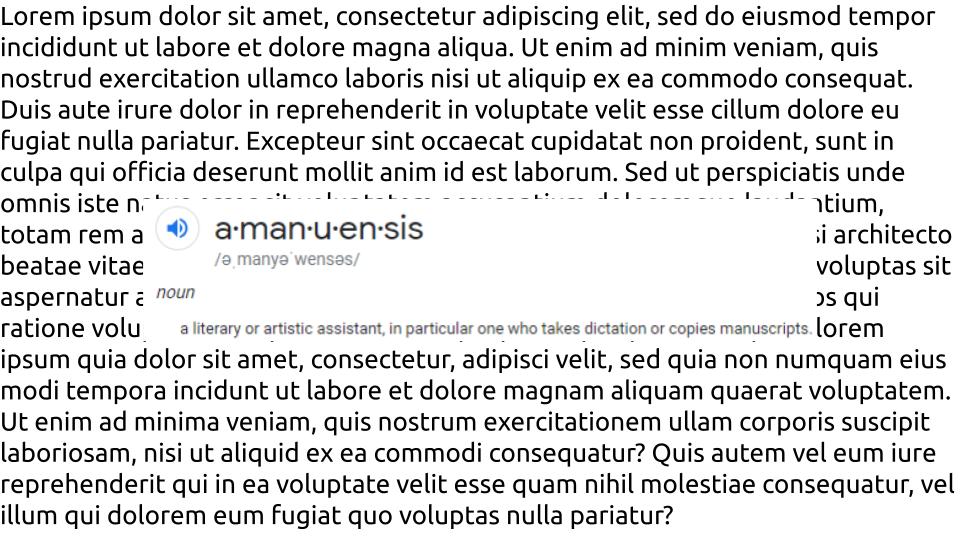 Lorem ipsum dolor sit amet, consectetur adipiscing elit, sed do eiusmod tempor
incididunt ut labore et dolore magna aliqua. Ut enim ad minim veniam, quis
nostrud exercitation ullamco laboris nisi ut aliquip ex ea commodo consequat.
Duis aute irure dolor in reprehenderit in voluptate velit esse cillum dolore eu
fugiat nulla pariatur. Excepteur sint occaecat cupidatat non proident, sunt in
culpa qui officia deserunt mollit anim id est laborum. Sed ut perspiciatis unde
omnis iste
totam rem architecto
beatae vitae voluptas sit
aspernatur qui
ratione lorem
a·man·u·en·sis
/əˌmanyəˈwensəs/
noun
a literary or artistic assistant, in particular one who takes dictation or copies manuscripts.
ipsum quia dolor sit amet, consectetur, adipisci velit, sed quia non numquam eius
modi tempora incidunt ut labore et dolore magnam aliquam quaerat voluptatem.
Ut enim ad minima veniam, quis nostrum exercitationem ullam corporis suscipit
laboriosam, nisi ut aliquid ex ea commodi consequatur? Quis autem vel eum iure
reprehenderit qui in ea voluptate velit esse quam nihil molestiae consequatur, vel
illum qui dolorem eum fugiat quo voluptas nulla pariatur?